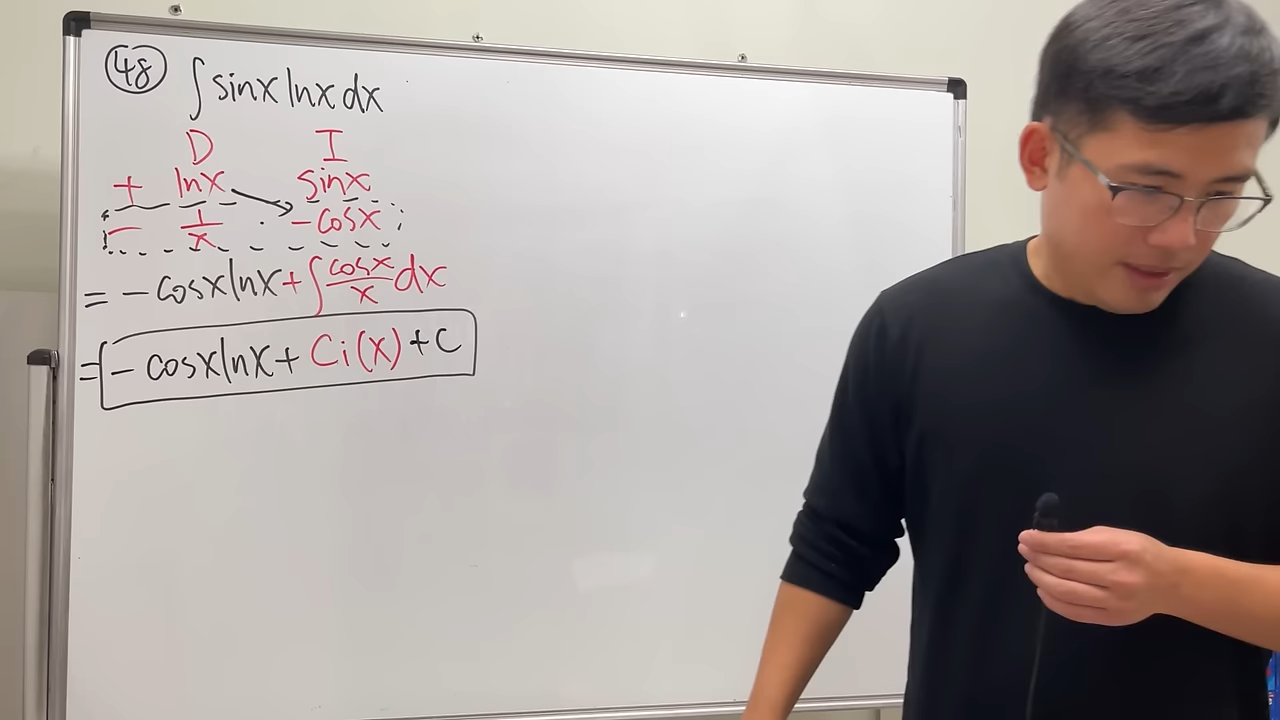 48 ∫ sinx lnx dx
D I
+ lnx sinx
− 1/x −cosx
= −cosx lnx + ∫ cosx/x dx
= −cosx lnx + Ci(x) + C